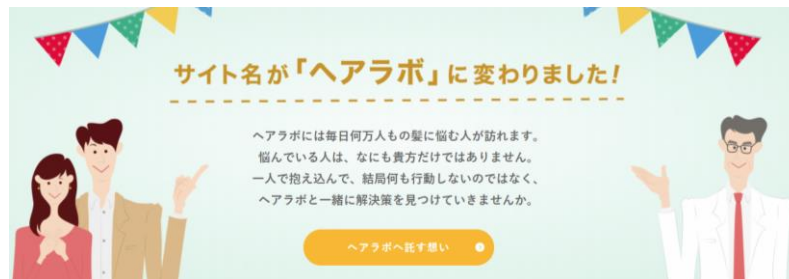 サイト名が「ヘアラボ」に変わりました!
ヘアラボには毎日何万人もの髪に悩む人が訪れます。
悩んでいる人は、なにも貴方だけではありません。
一人で抱え込んで、結局何も行動しないのではなく、
ヘアラボと一緒に解決策を見つけていきませんか。
ヘアラボへ託す想い